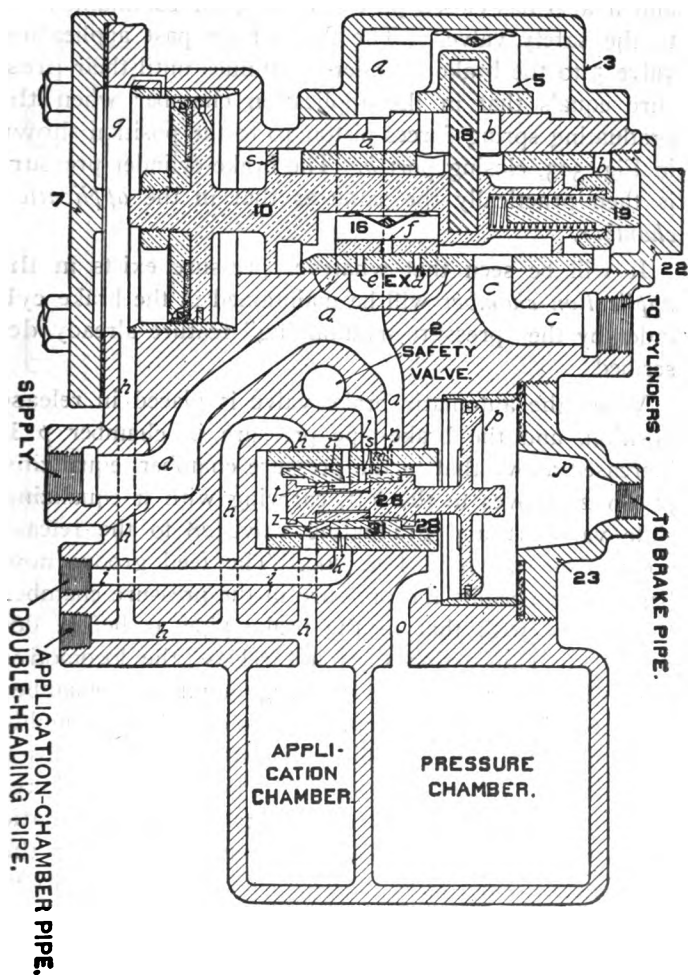 a
3
5
g
a
18
b
s
b
7
10
19
16
f
22
e
EX
d
c
c
a
2
SAFETY
VALVE.
TO CYLINDERS.
h
SUPPLY
a
a
l
s
n
p
h
r
p
t
26
h
z
31
28
h
k
23
TO BRAKE PIPE.
l
l
h
h
o
DOUBLE-HEADING PIPE.
APPLICATION-CHAMBER PIPE.
APPLI-
CATION
CHAMBER.
PRESSURE
CHAMBER.